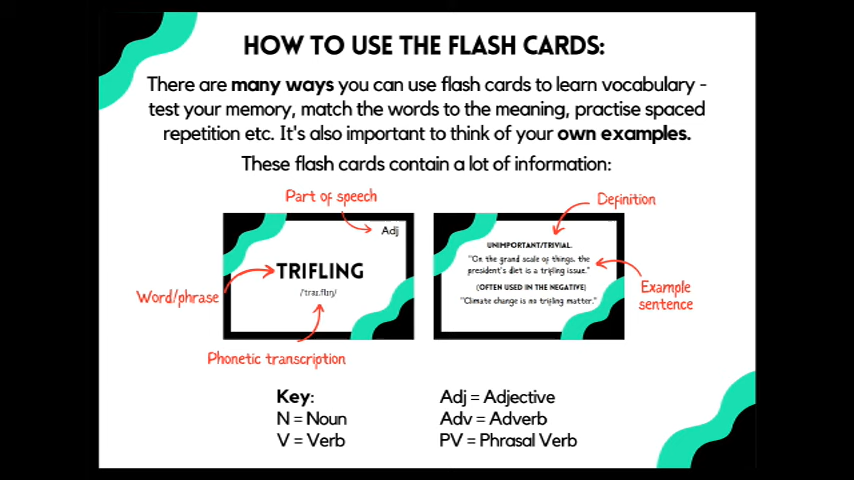 HOW TO USE THE FLASH CARDS:
There are many ways you can use flash cards to learn vocabulary -
test your memory, match the words to the meaning, practise spaced
repetition etc. It's also important to think of your own examples.
These flash cards contain a lot of information:
Part of speech
Definition
Adj
TRIFLING
/'traɪ.flɪŋ/
Word/phrase
Phonetic transcription
UNIMPORTANT/TRIVIAL.
"On the grand scale of things, the
president's diet is a trifling issue."
(OFTEN USED IN THE NEGATIVE)
"Climate change is no trifling matter."
Example
sentence
Key:
N = Noun
V = Verb
Adj = Adjective
Adv = Adverb
PV = Phrasal Verb